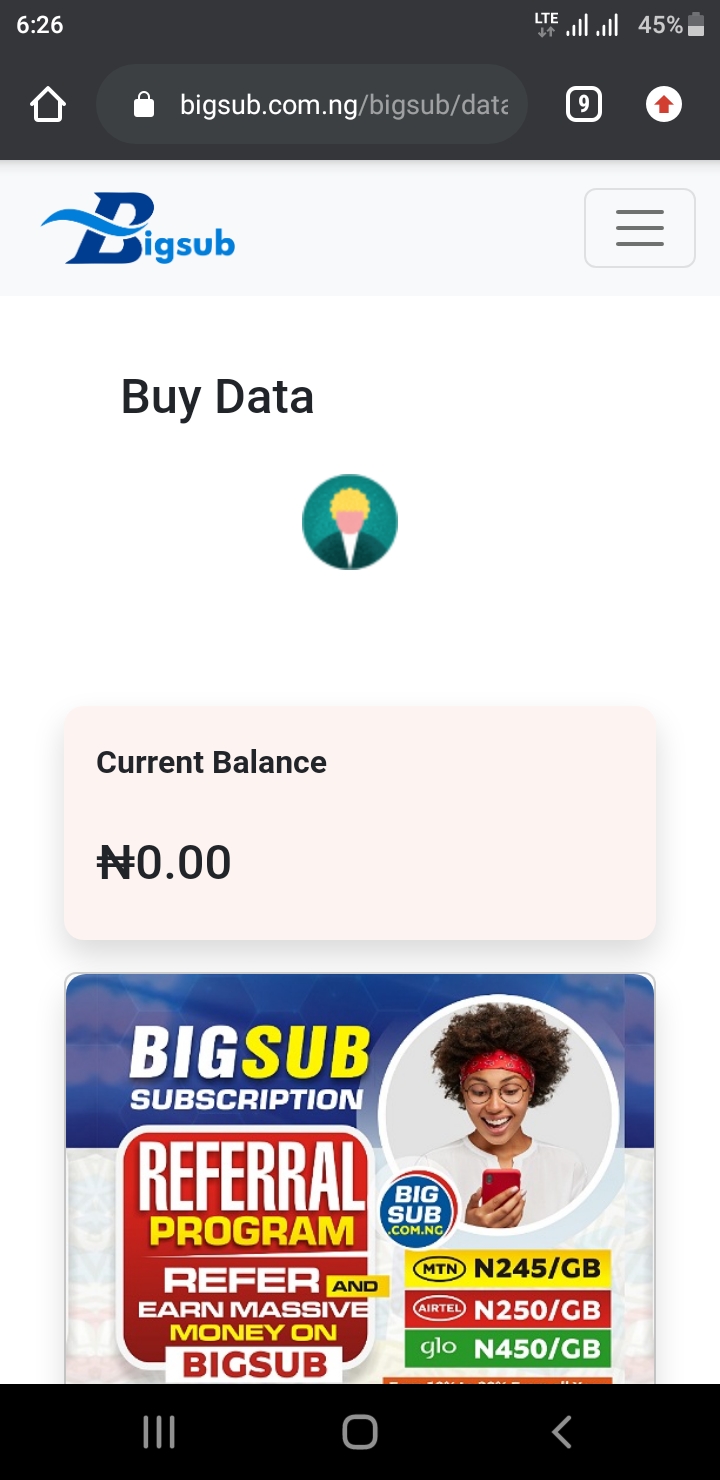 6:26
LTE
45%
bigsub.com.ng/bigsub/data
9
Bigsub
Buy Data
Current Balance
₦0.00
BIGSUB
SUBSCRIPTION
REFERRAL
PROGRAM
REFER AND
EARN MASSIVE
MONEY ON
BIGSUB
BIG
SUB
.COM.NG
MTN N245/GB
AIRTEL N250/GB
glo N450/GB